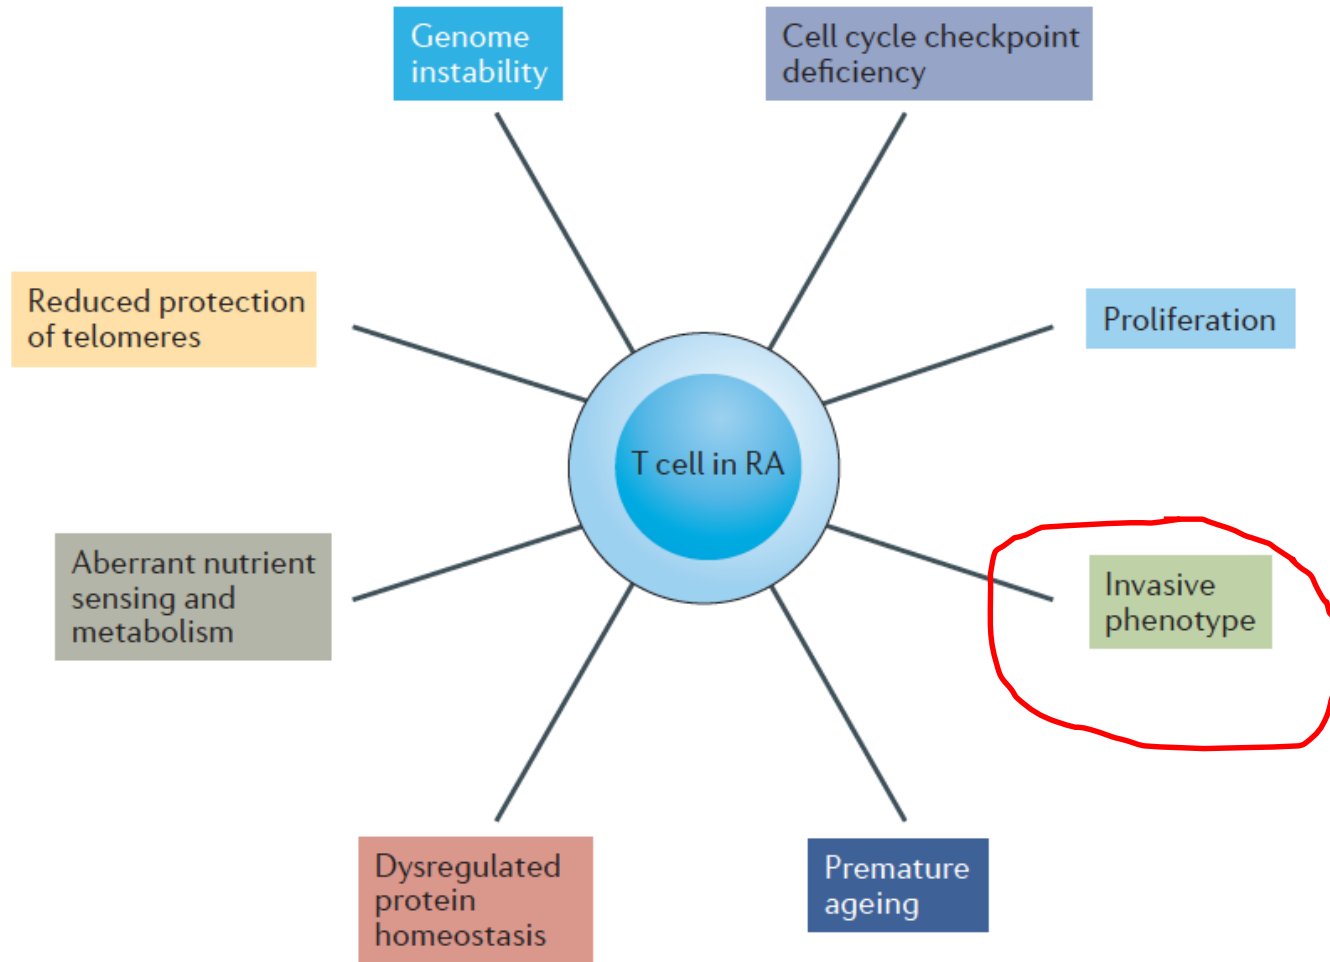 Genome
instability
Cell cycle checkpoint
deficiency
Reduced protection
of telomeres
Proliferation
T cell in RA
Aberrant nutrient
sensing and
metabolism
Invasive
phenotype
Dysregulated
protein
homeostasis
Premature
ageing